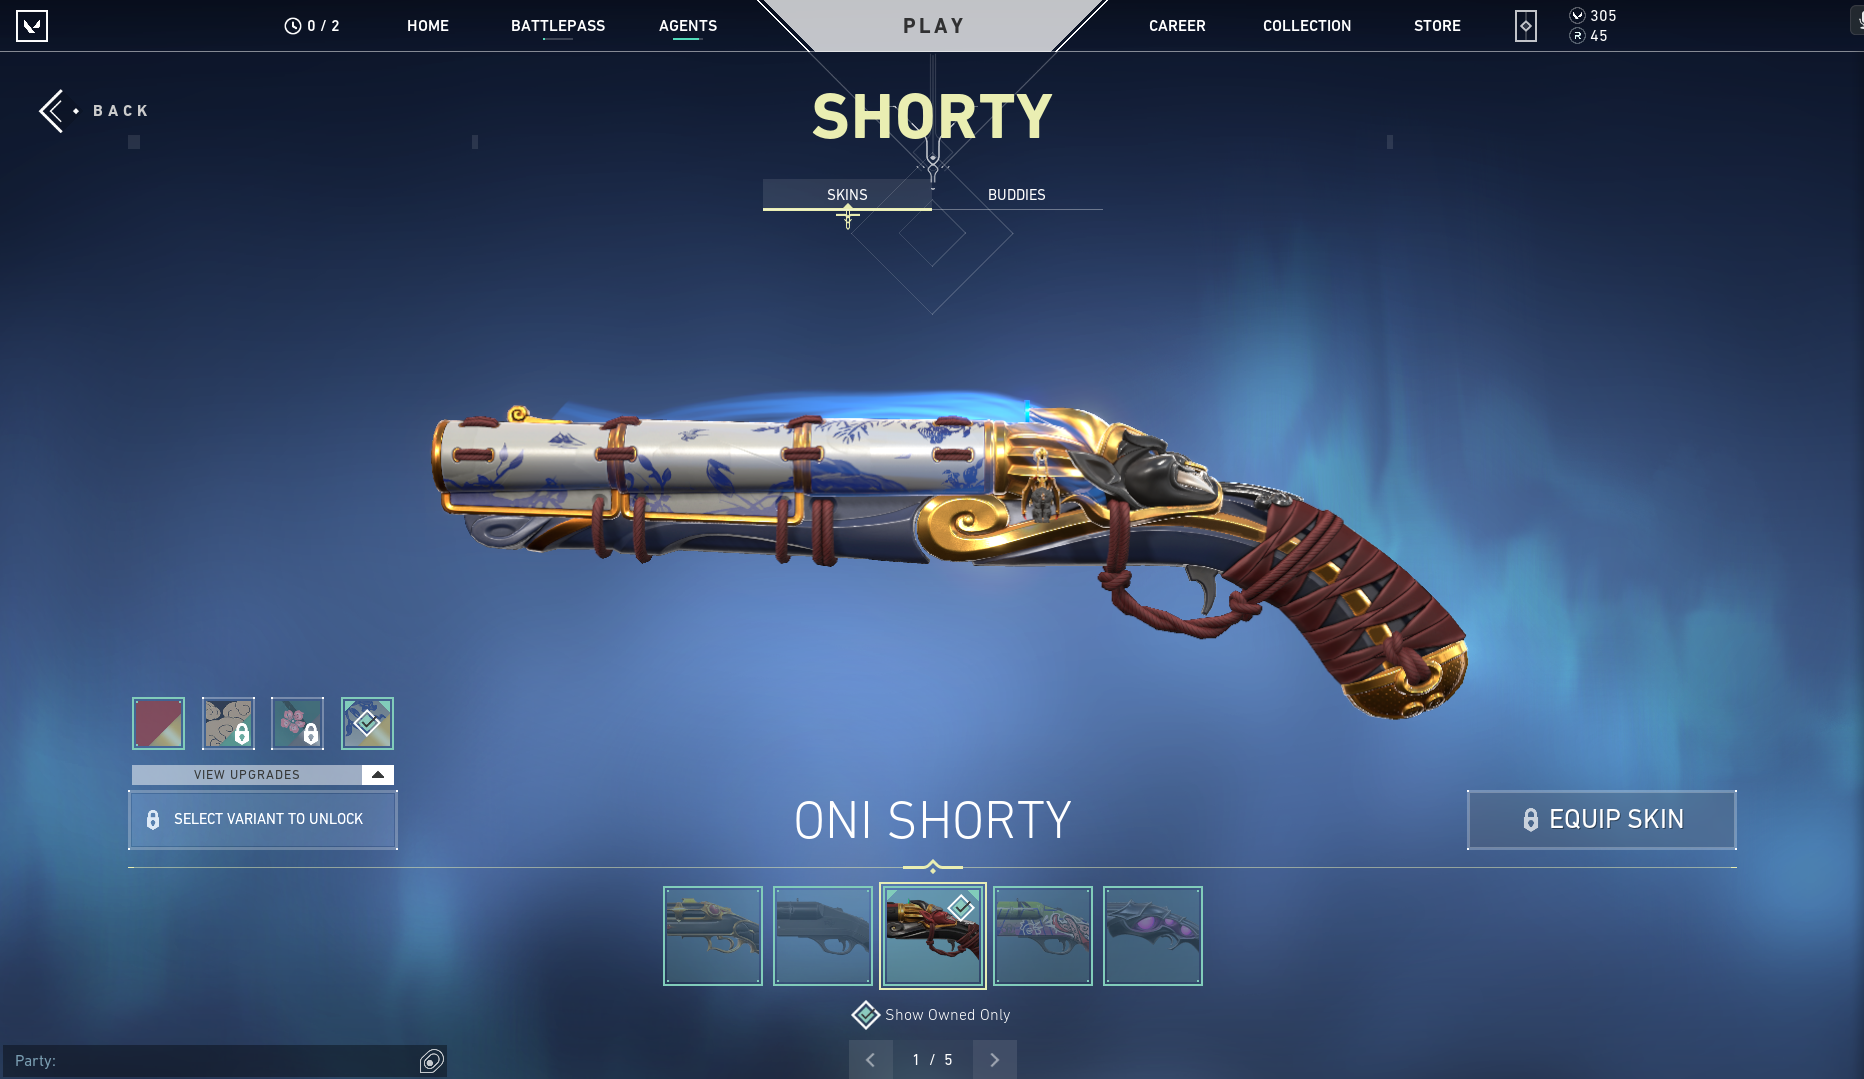 0 / 2
HOME
BATTLEPASS
AGENTS
PLAY
CAREER
COLLECTION
STORE
305
R 45
BACK
SHORTY
SKINS
BUDDIES
VIEW UPGRADES
SELECT VARIANT TO UNLOCK
ONI SHORTY
EQUIP SKIN
Show Owned Only
Party:
1 / 5